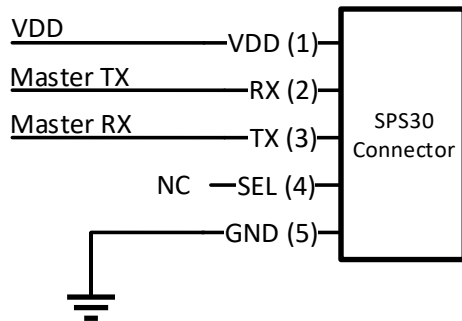 VDD
VDD (1)
Master TX
RX (2)
Master RX
TX (3)
SPS30
Connector
NC
SEL (4)
GND (5)